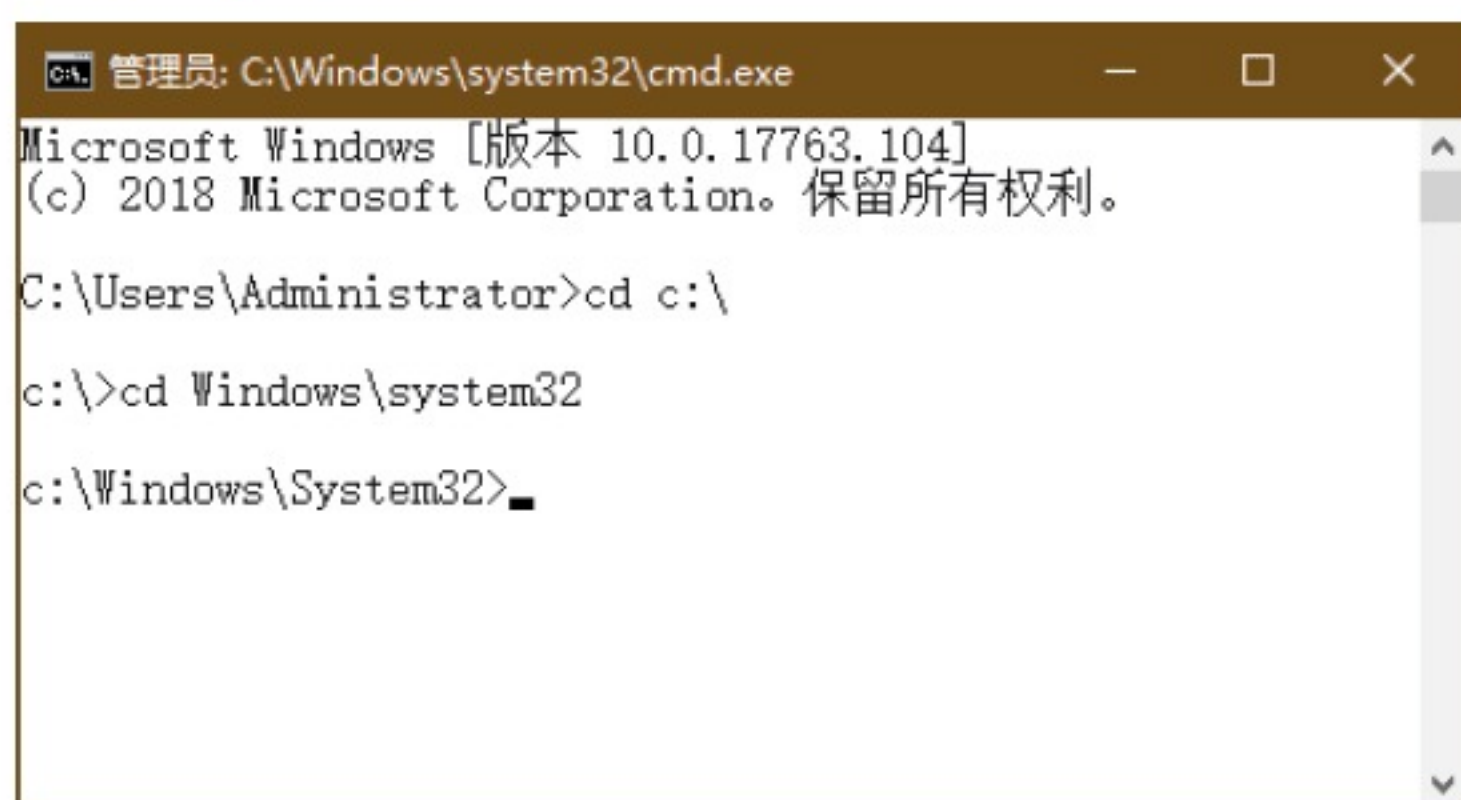 管理员: C:\Windows\system32\cmd.exe
Microsoft Windows [版本 10.0.17763.104]
(c) 2018 Microsoft Corporation。保留所有权利。
C:\Users\Administrator>cd c:\
c:\>cd Windows\system32
c:\Windows\System32>